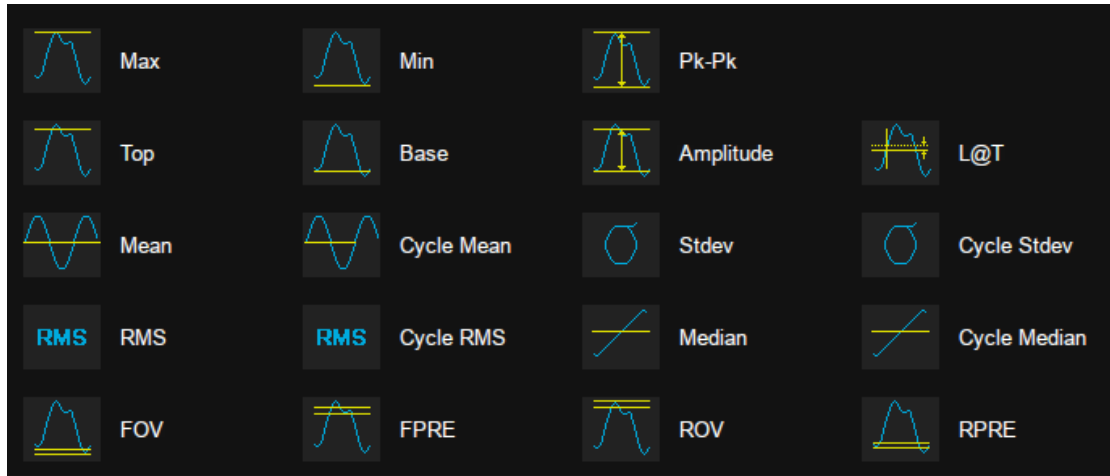 Max Min Pk-Pk
Top Base Amplitude L@T
Mean Cycle Mean Stdev Cycle Stdev
RMS RMS RMS Cycle RMS Median Cycle Median
FOV FPRE ROV RPRE